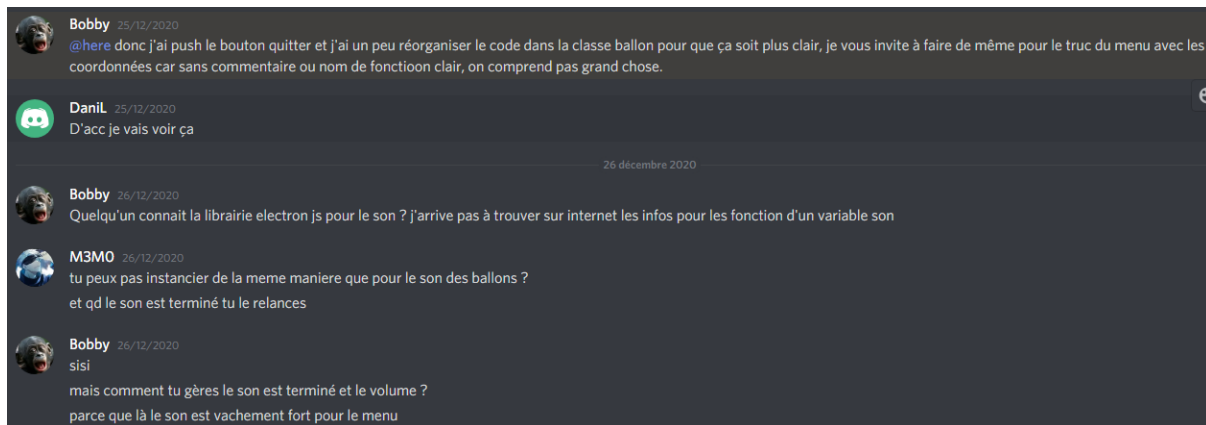 Bobby 25/12/2020
@here donc j'ai push le bouton quitter et j'ai un peu réorganiser le code dans la classe ballon pour que ça soit plus clair, je vous invite à faire de même pour le truc du menu avec les
coordonnées car sans commentaire ou nom de fonctioon clair, on comprend pas grand chose.
DaniL 25/12/2020
D'acc je vais voir ça
26 décembre 2020
Bobby 26/12/2020
Quelqu'un connait la librairie electron js pour le son ? j'arrive pas à trouver sur internet les infos pour les fonction d'un variable son
M3M0 26/12/2020
tu peux pas instancier de la meme maniere que pour le son des ballons ?
et qd le son est terminé tu le relances
Bobby 26/12/2020
sisi
mais comment tu gères le son est terminé et le volume ?
parce que là le son est vachement fort pour le menu